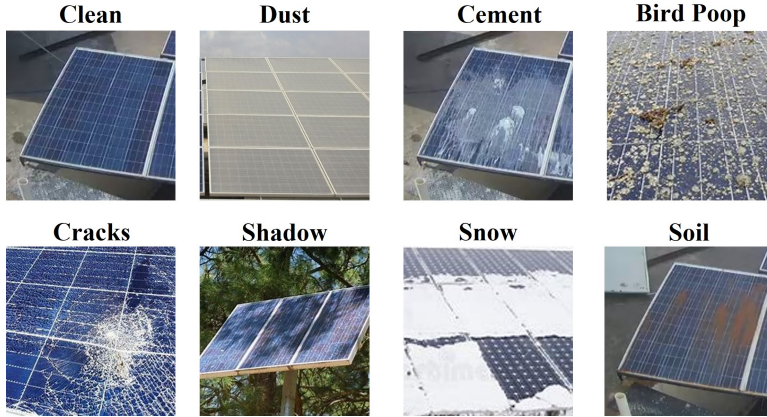 Clean
Dust
Cement
Bird Poop
Cracks
Shadow
Snow
Soil